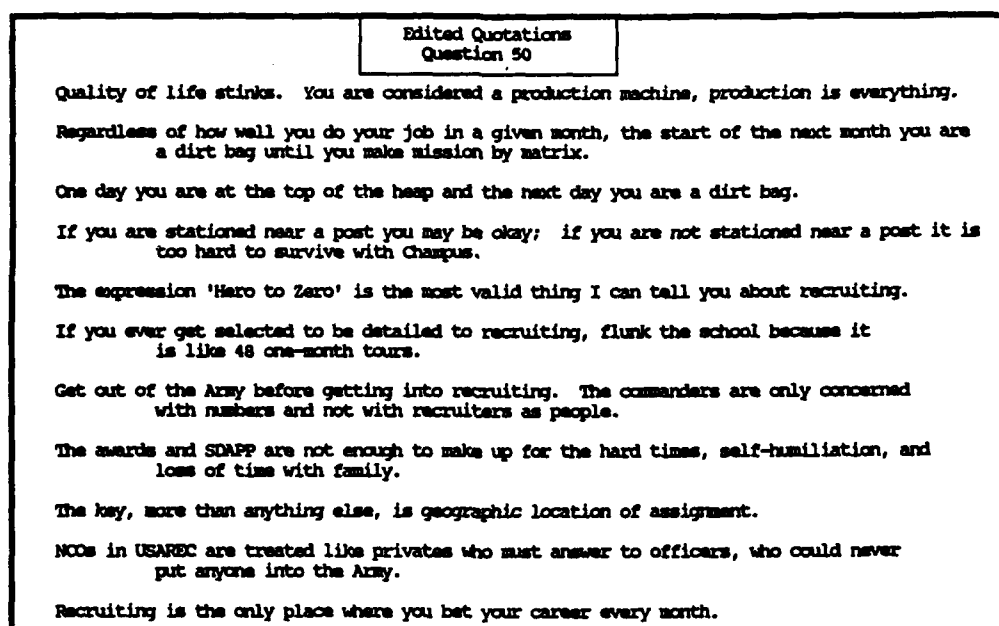 Edited Quotations
Question 50
Quality of life stinks. You are considered a production machine, production is everything.
Regardless of how well you do your job in a given month, the start of the next month you are
a dirt bag until you make mission by matrix.
One day you are at the top of the heap and the next day you are a dirt bag.
If you are stationed near a post you may be okay; if you are not stationed near a post it is
too hard to survive with Champus.
The expression 'Hero to Zero' is the most valid thing I can tell you about recruiting.
If you ever get selected to be detailed to recruiting, flunk the school because it
is like 48 one-month tours.
Get out of the Army before getting into recruiting. The commanders are only concerned
with numbers and not with recruiters as people.
The awards and SDAPP are not enough to make up for the hard times, self-humiliation, and
loss of time with family.
The key, more than anything else, is geographic location of assignment.
NCOs in USAREC are treated like privates who must answer to officers, who could never
put anyone into the Army.
Recruiting is the only place where you bet your career every month.